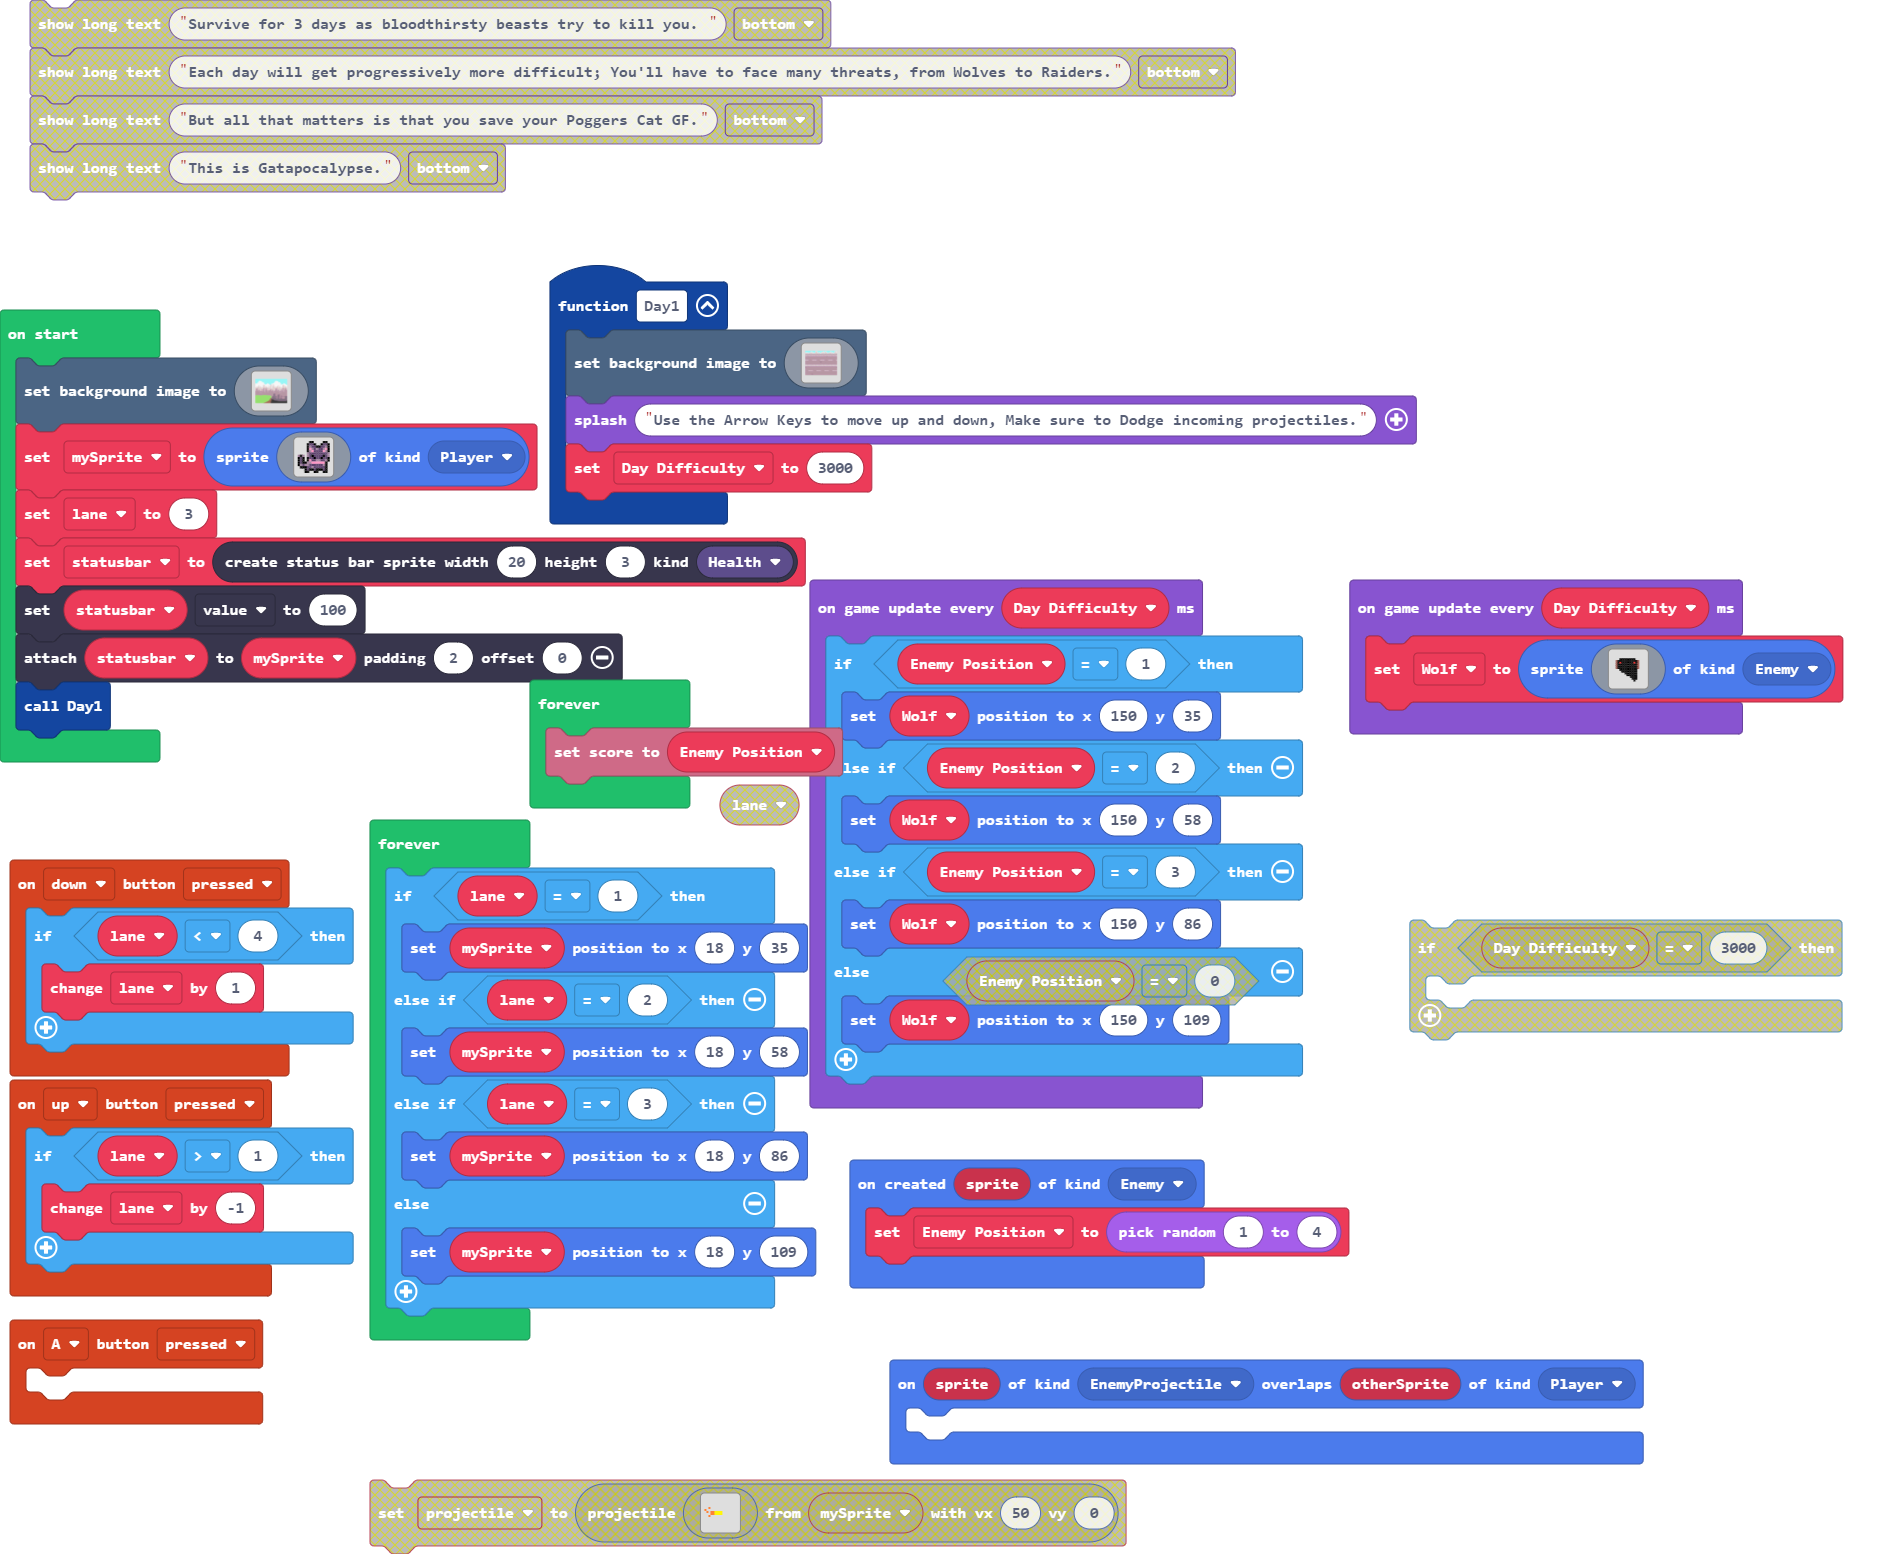 show long text "Survive for 3 days as bloodthirsty beasts try to kill you. " bottom
show long text "Each day will get progressively more difficult; You'll have to face many threats, from Wolves to Raiders." bottom
show long text "But all that matters is that you save your Poggers Cat GF." bottom
show long text "This is Gatapocalypse." bottom
function Day1
set background image to
splash "Use the Arrow Keys to move up and down, Make sure to Dodge incoming projectiles."
set Day Difficulty to 3000
on start
set background image to
set mySprite to sprite of kind Player
set lane to 3
set statusbar to create status bar sprite width 20 height 3 kind Health
set statusbar value to 100
attach statusbar to mySprite padding 2 offset 0
call Day1
forever
set score to Enemy Position
lane
on game update every Day Difficulty ms
if Enemy Position = 1 then
set Wolf position to x 150 y 35
lse if Enemy Position = 2 then
set Wolf position to x 150 y 58
else if Enemy Position = 3 then
set Wolf position to x 150 y 86
else
Enemy Position = 0
set Wolf position to x 150 y 109
on game update every Day Difficulty ms
set Wolf to sprite of kind Enemy
if Day Difficulty = 3000 then
on down button pressed
if lane < 4 then
change lane by 1
on up button pressed
if lane > 1 then
change lane by -1
on A button pressed
forever
if lane = 1 then
set mySprite position to x 18 y 35
else if lane = 2 then
set mySprite position to x 18 y 58
else if lane = 3 then
set mySprite position to x 18 y 86
else
set mySprite position to x 18 y 109
on created sprite of kind Enemy
set Enemy Position to pick random 1 to 4
on sprite of kind EnemyProjectile overlaps otherSprite of kind Player
set projectile to projectile from mySprite with vx 50 vy 0